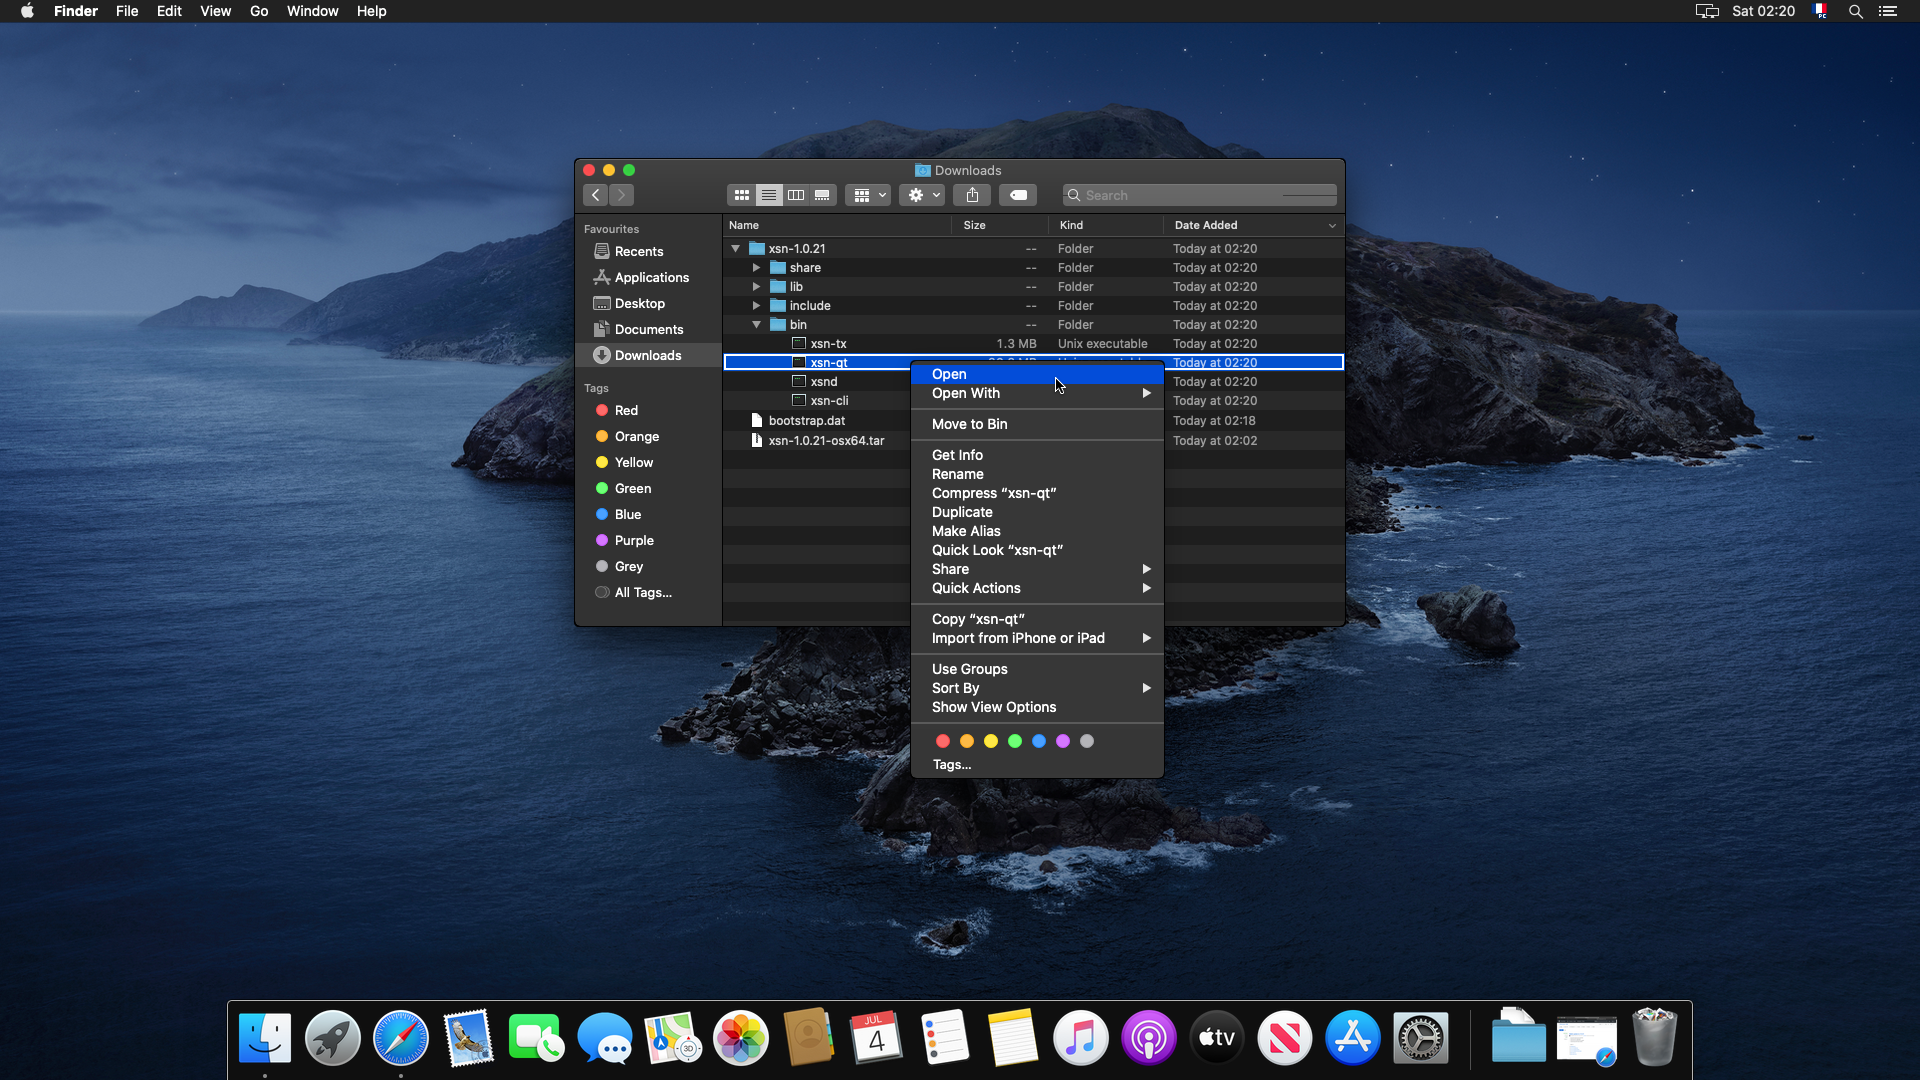 Finder File Edit View Go Window Help
Sat 02:20
Downloads
Search
Favourites
Recents
Applications
Desktop
Documents
Downloads
Tags
Red
Orange
Yellow
Green
Blue
Purple
Grey
All Tags...
Name Size Kind Date Added
xsn-1.0.21 -- Folder Today at 02:20
share -- Folder Today at 02:20
lib -- Folder Today at 02:20
include -- Folder Today at 02:20
bin -- Folder Today at 02:20
xsn-tx 1.3 MB Unix executable Today at 02:20
xsn-qt Today at 02:20
xsnd Today at 02:20
xsn-cli Today at 02:20
bootstrap.dat Today at 02:18
xsn-1.0.21-osx64.tar Today at 02:02
Open
Open With
Move to Bin
Get Info
Rename
Compress “xsn-qt”
Duplicate
Make Alias
Quick Look “xsn-qt”
Share
Quick Actions
Copy “xsn-qt”
Import from iPhone or iPad
Use Groups
Sort By
Show View Options
Tags...
JUL
4
3D
tv